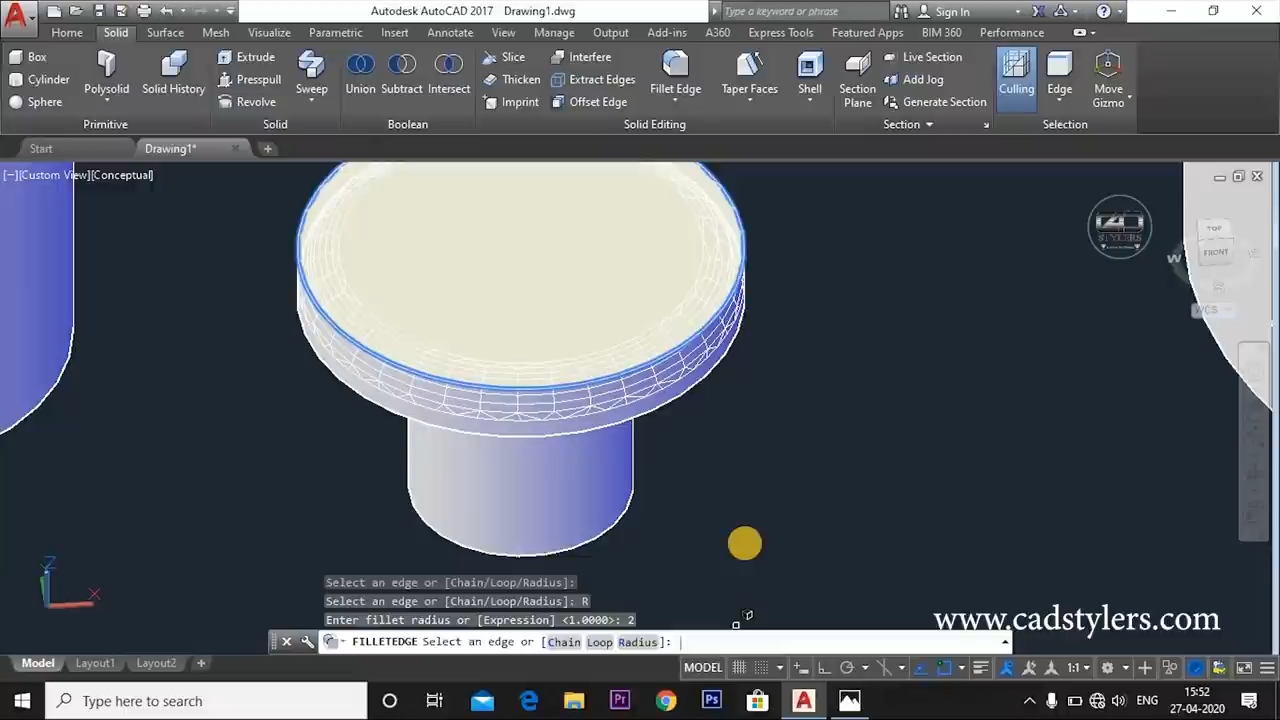 Autodesk AutoCAD 2017 Drawing1.dwg
Type a keyword or phrase
Sign In
Home Solid Surface Mesh Visualize Parametric Insert Annotate View Manage Output Add-ins A360 Express Tools Featured Apps BIM 360 Performance
Box
Cylinder
Sphere
Polysolid
Solid History
Extrude
Presspull
Revolve
Sweep
Union
Subtract
Intersect
Slice
Thicken
Imprint
Interfere
Extract Edges
Offset Edge
Fillet Edge
Taper Faces
Shell
Section
Plane
Live Section
Add Jog
Generate Section
Culling
Edge
Move
Gizmo
Primitive
Solid
Boolean
Solid Editing
Section
Selection
Start
Drawing1*
[−][Custom View][Conceptual]
STYLERS
TOP
FRONT
W
WCS
Z
X
Select an edge or [Chain/Loop/Radius]:
Select an edge or [Chain/Loop/Radius]: R
Enter fillet radius or [Expression] <1.0000>: 2
FILLETEDGE Select an edge or [Chain Loop Radius]:
www.cadstylers.com
Model Layout1 Layout2
MODEL
1:1
Type here to search
Pr
Ps
ENG
15:52
27-04-2020